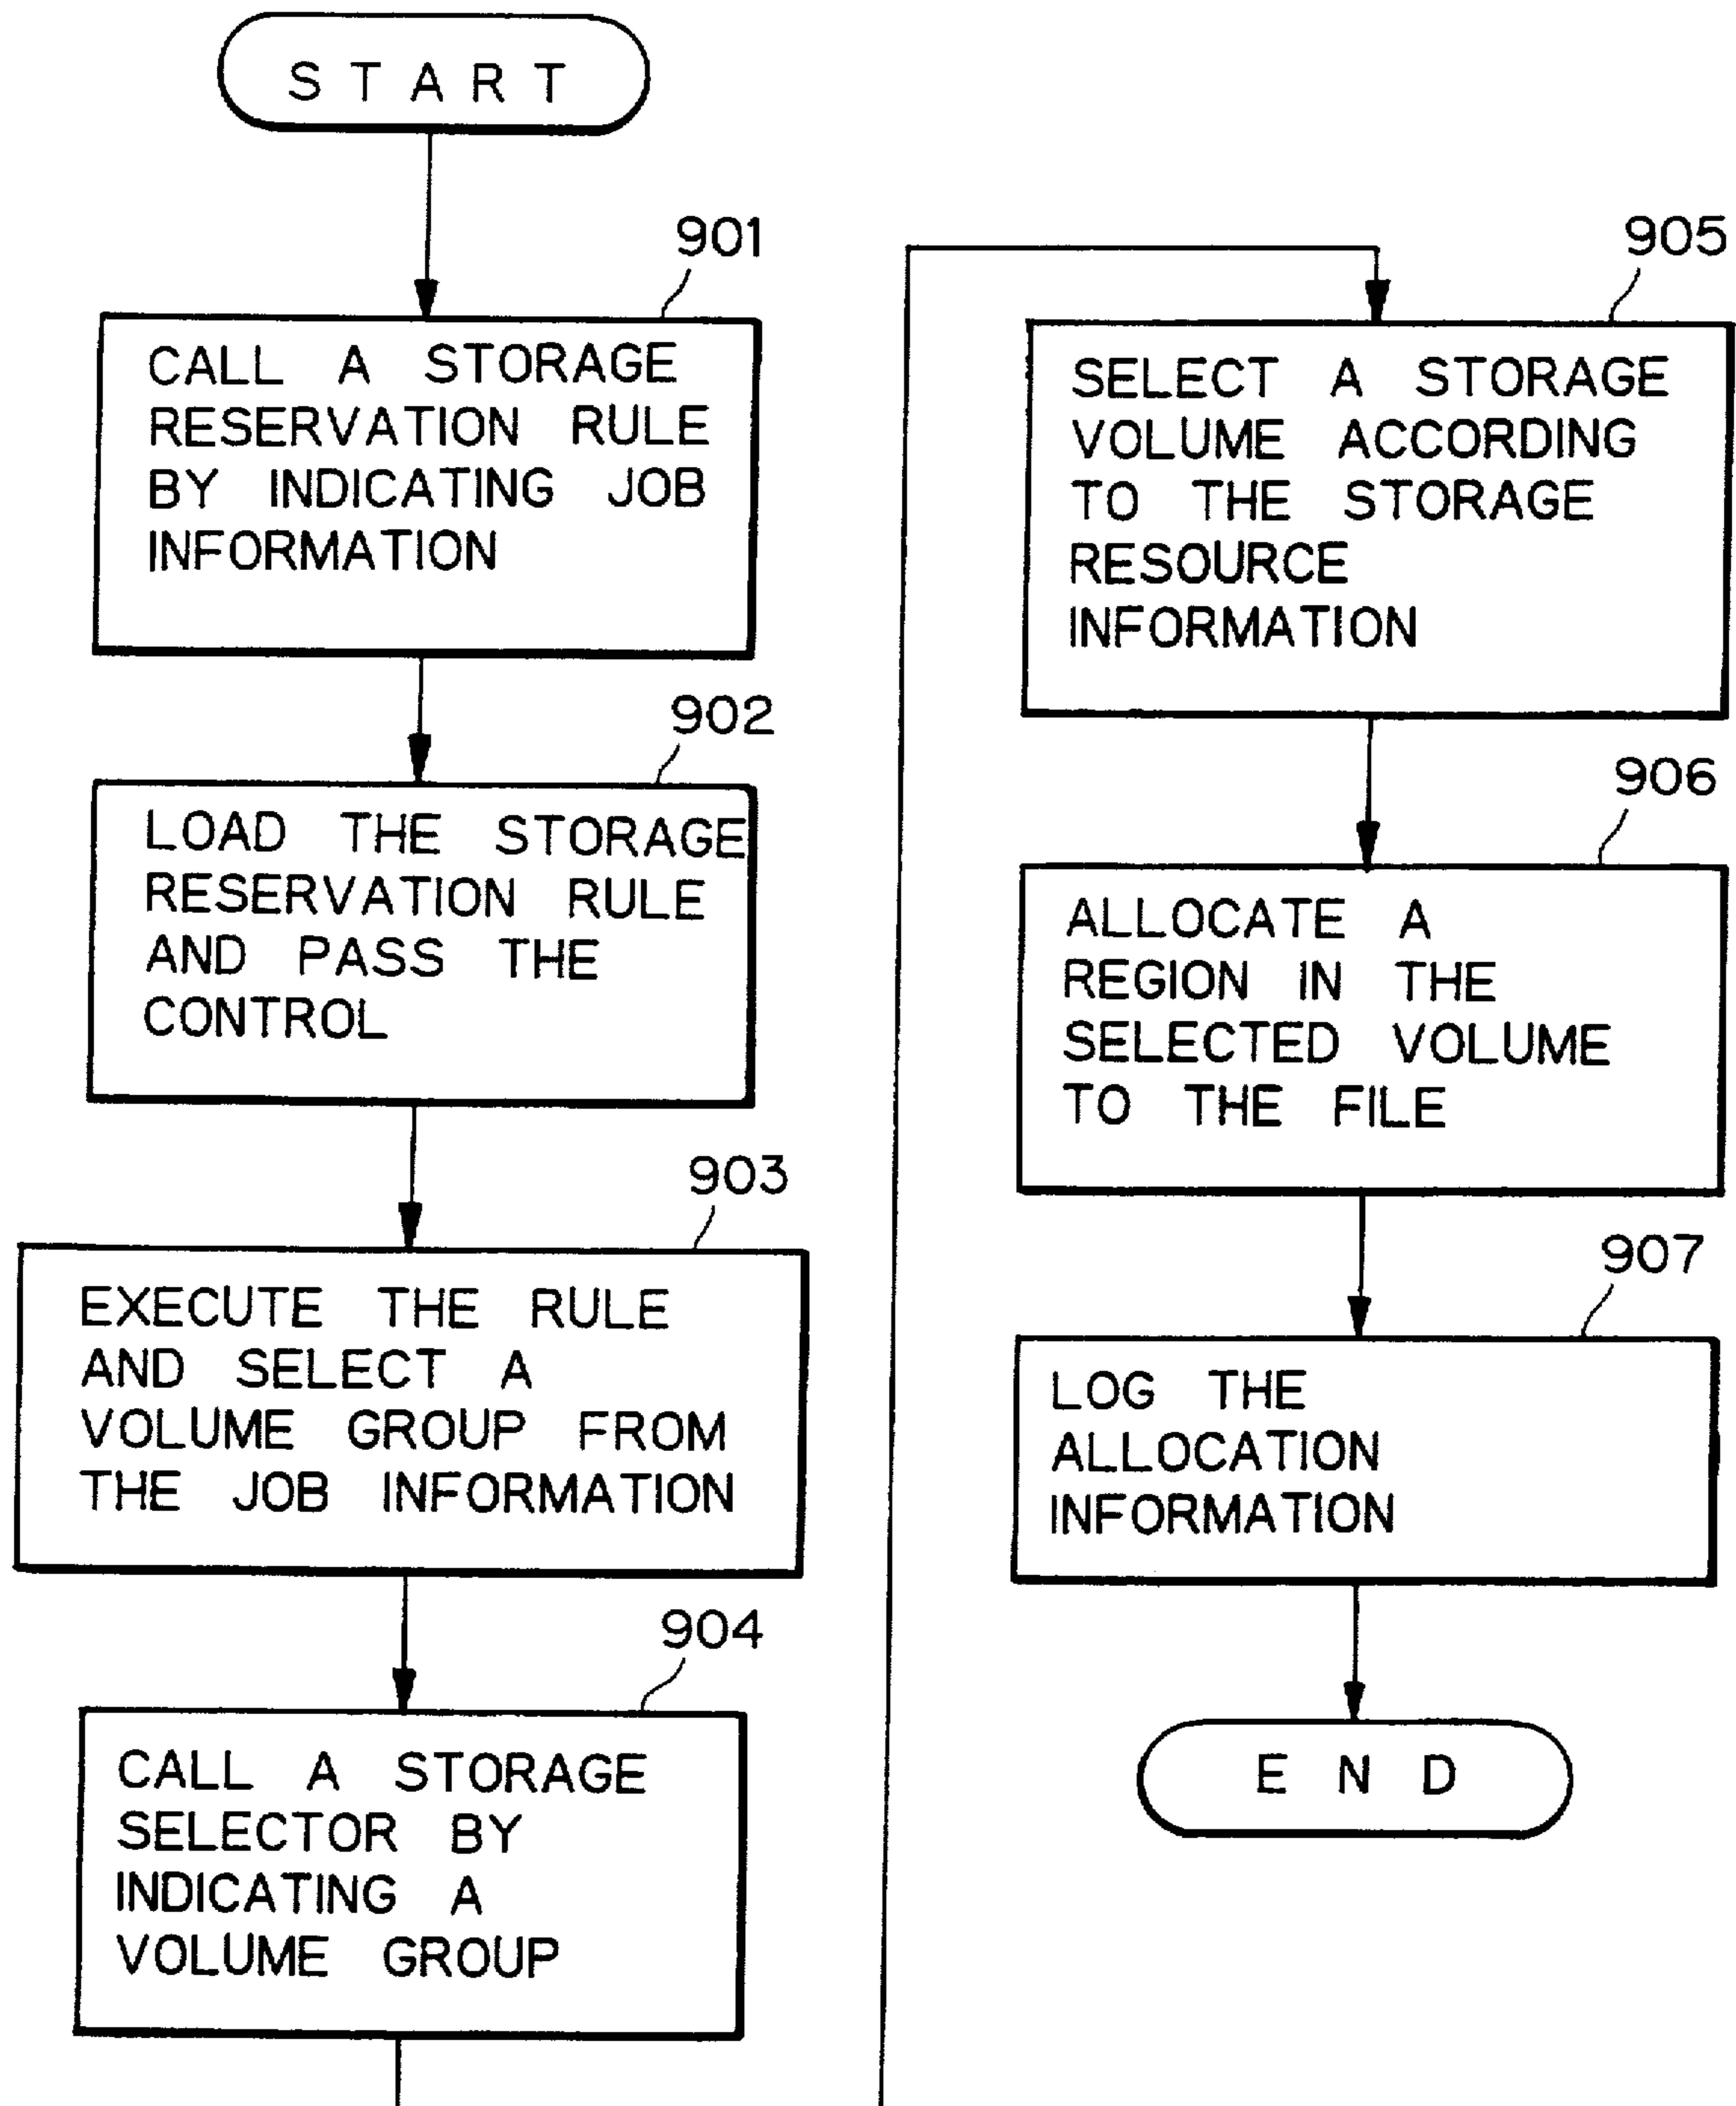 START
901
CALL A STORAGE
RESERVATION RULE
BY INDICATING JOB
INFORMATION
902
LOAD THE STORAGE
RESERVATION RULE
AND PASS THE
CONTROL
903
EXECUTE THE RULE
AND SELECT A
VOLUME GROUP FROM
THE JOB INFORMATION
904
CALL A STORAGE
SELECTOR BY
INDICATING A
VOLUME GROUP
905
SELECT A STORAGE
VOLUME ACCORDING
TO THE STORAGE
RESOURCE
INFORMATION
906
ALLOCATE A
REGION IN THE
SELECTED VOLUME
TO THE FILE
907
LOG THE
ALLOCATION
INFORMATION
END